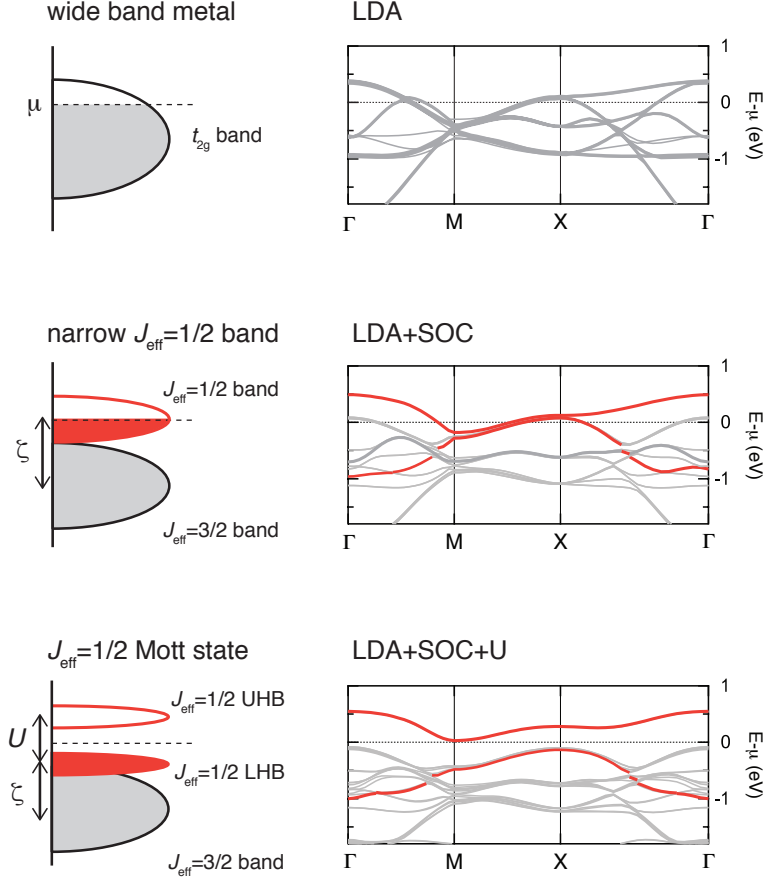 wide band metal
LDA
μ
t2g band
1
0
-1
E-μ (eV)
Γ
M
X
Γ
narrow Jeff=1/2 band
LDA+SOC
Jeff=1/2 band
ζ
Jeff=3/2 band
1
0
-1
E-μ (eV)
Γ
M
X
Γ
Jeff=1/2 Mott state
LDA+SOC+U
Jeff=1/2 UHB
U
Jeff=1/2 LHB
ζ
Jeff=3/2 band
1
0
-1
E-μ (eV)
Γ
M
X
Γ